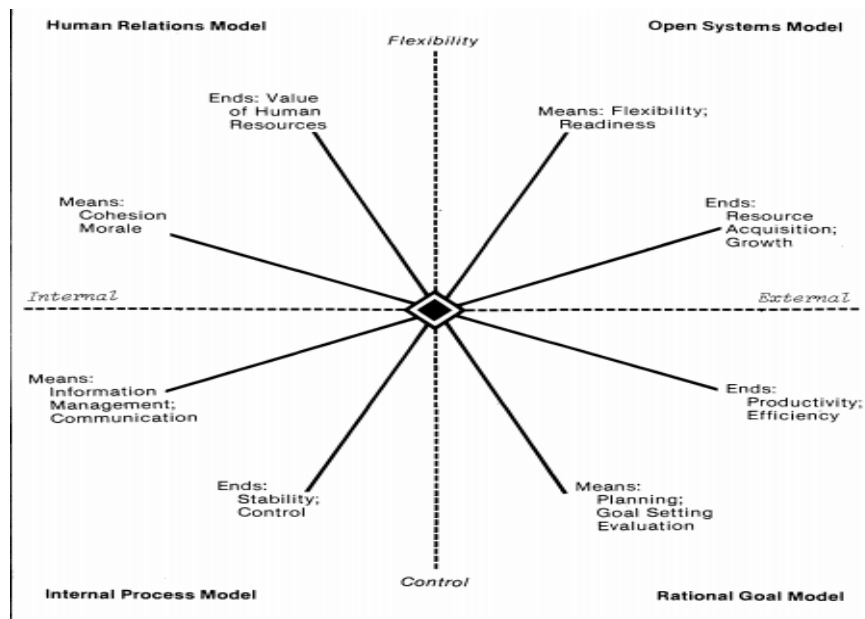 Human Relations Model
Open Systems Model
Flexibility
Ends: Value
of Human
Resources
Means: Flexibility;
Readiness
Means:
Cohesion
Morale
Ends:
Resource
Acquisition;
Growth
Internal
External
Means:
Information
Management;
Communication
Ends:
Productivity;
Efficiency
Ends:
Stability;
Control
Means:
Planning;
Goal Setting
Evaluation
Control
Internal Process Model
Rational Goal Model